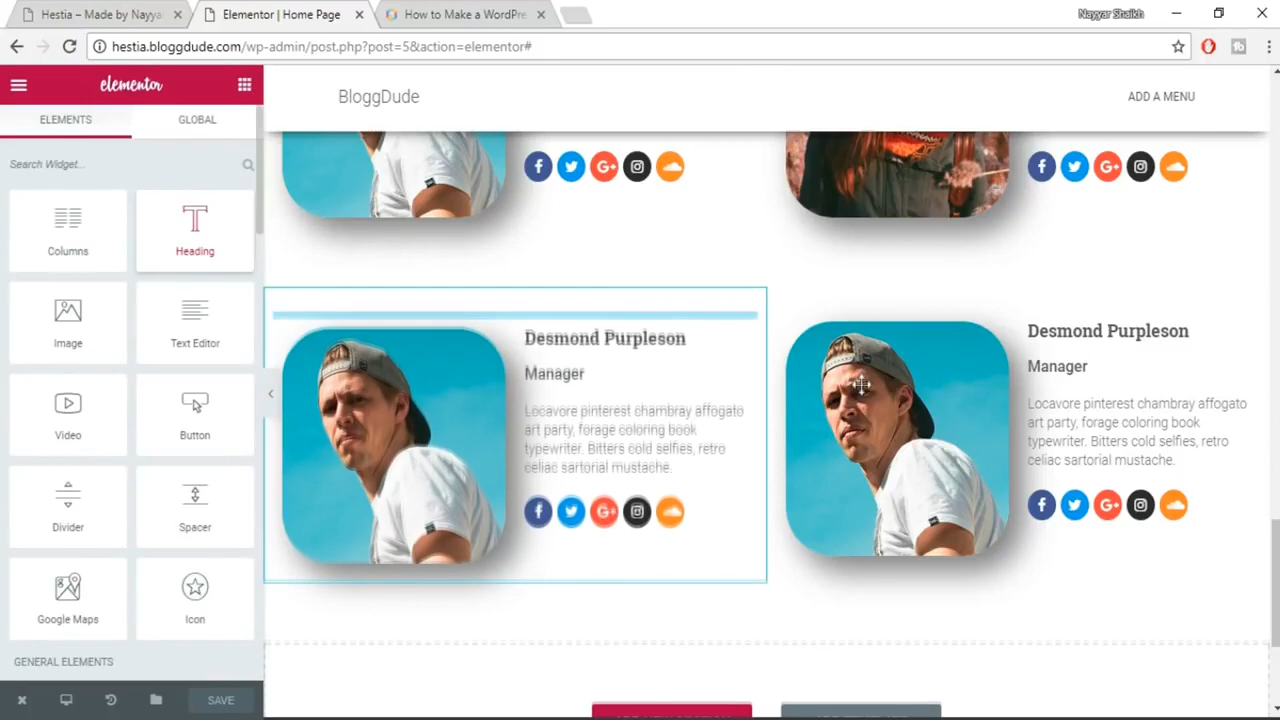 Hestia – Made by Nayya
Elementor | Home Page
How to Make a WordPre
Nayyar Shaikh
hestia.bloggdude.com/wp-admin/post.php?post=5&action=elementor#
elementor
ELEMENTS
GLOBAL
Search Widget...
Columns
Heading
Image
Text Editor
Video
Button
Divider
Spacer
Google Maps
Icon
GENERAL ELEMENTS
SAVE
BloggDude
ADD A MENU
Desmond Purpleson
Manager
Locavore pinterest chambray affogato
art party, forage coloring book
typewriter. Bitters cold selfies, retro
celiac sartorial mustache.
Desmond Purpleson
Manager
Locavore pinterest chambray affogato
art party, forage coloring book
typewriter. Bitters cold selfies, retro
celiac sartorial mustache.